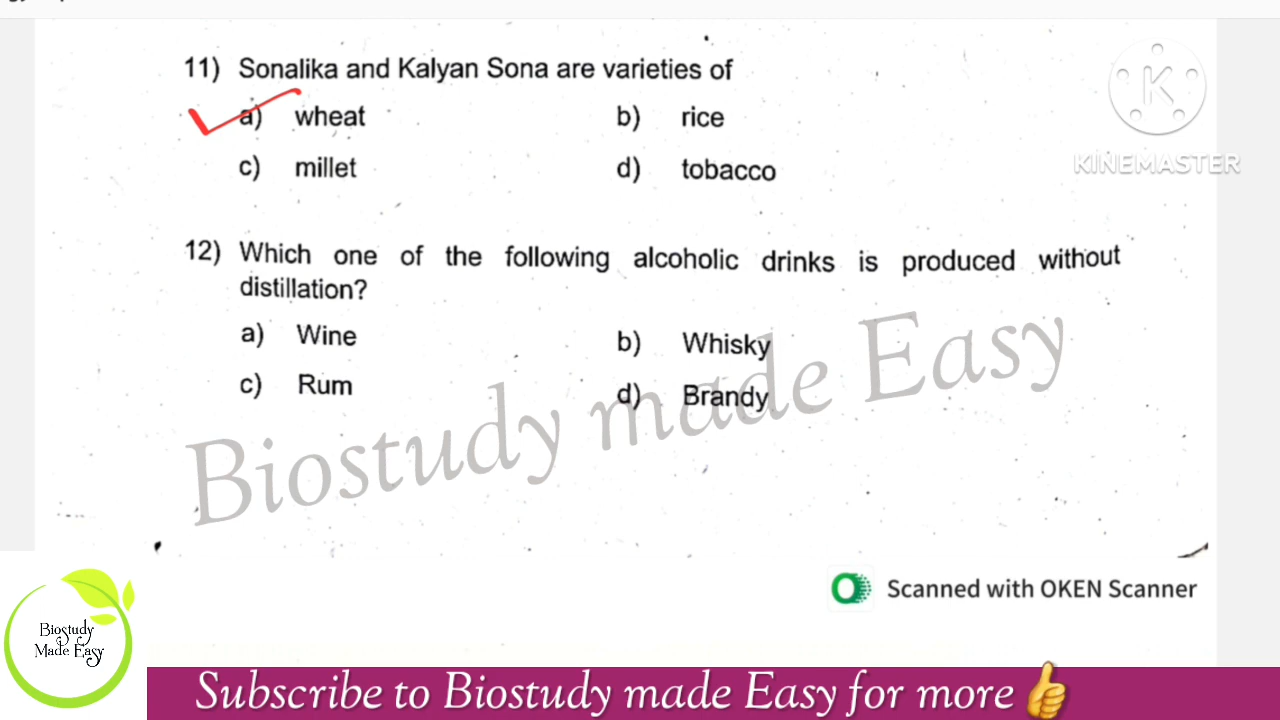 11) Sonalika and Kalyan Sona are varieties of
a) wheat b) rice
c) millet d) tobacco
KINEMASTER
12) Which one of the following alcoholic drinks is produced without
distillation?
a) Wine b) Whisky
c) Rum d) Brandy
Biostudy made Easy
Scanned with OKEN Scanner
Biostudy
Made Easy
Subscribe to Biostudy made Easy for more 👍